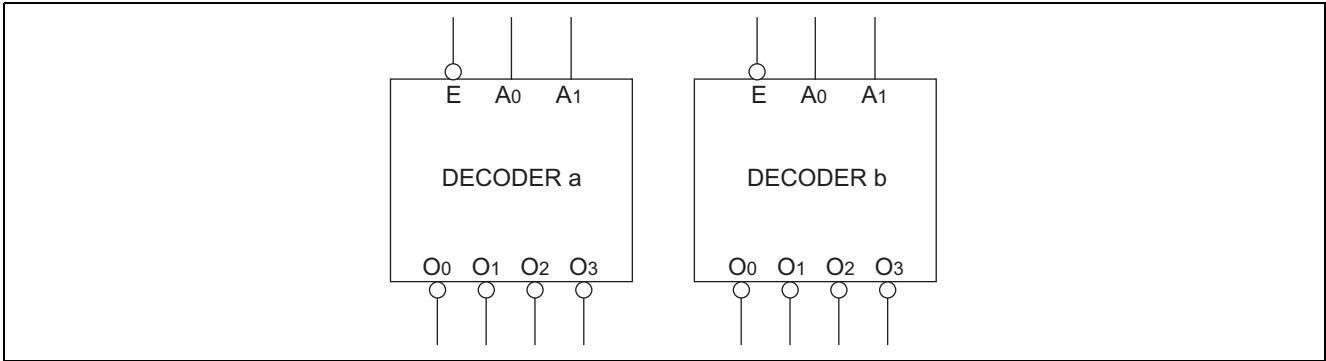 E A0 A1 E A0 A1
DECODER a DECODER b
O0 O1 O2 O3 O0 O1 O2 O3